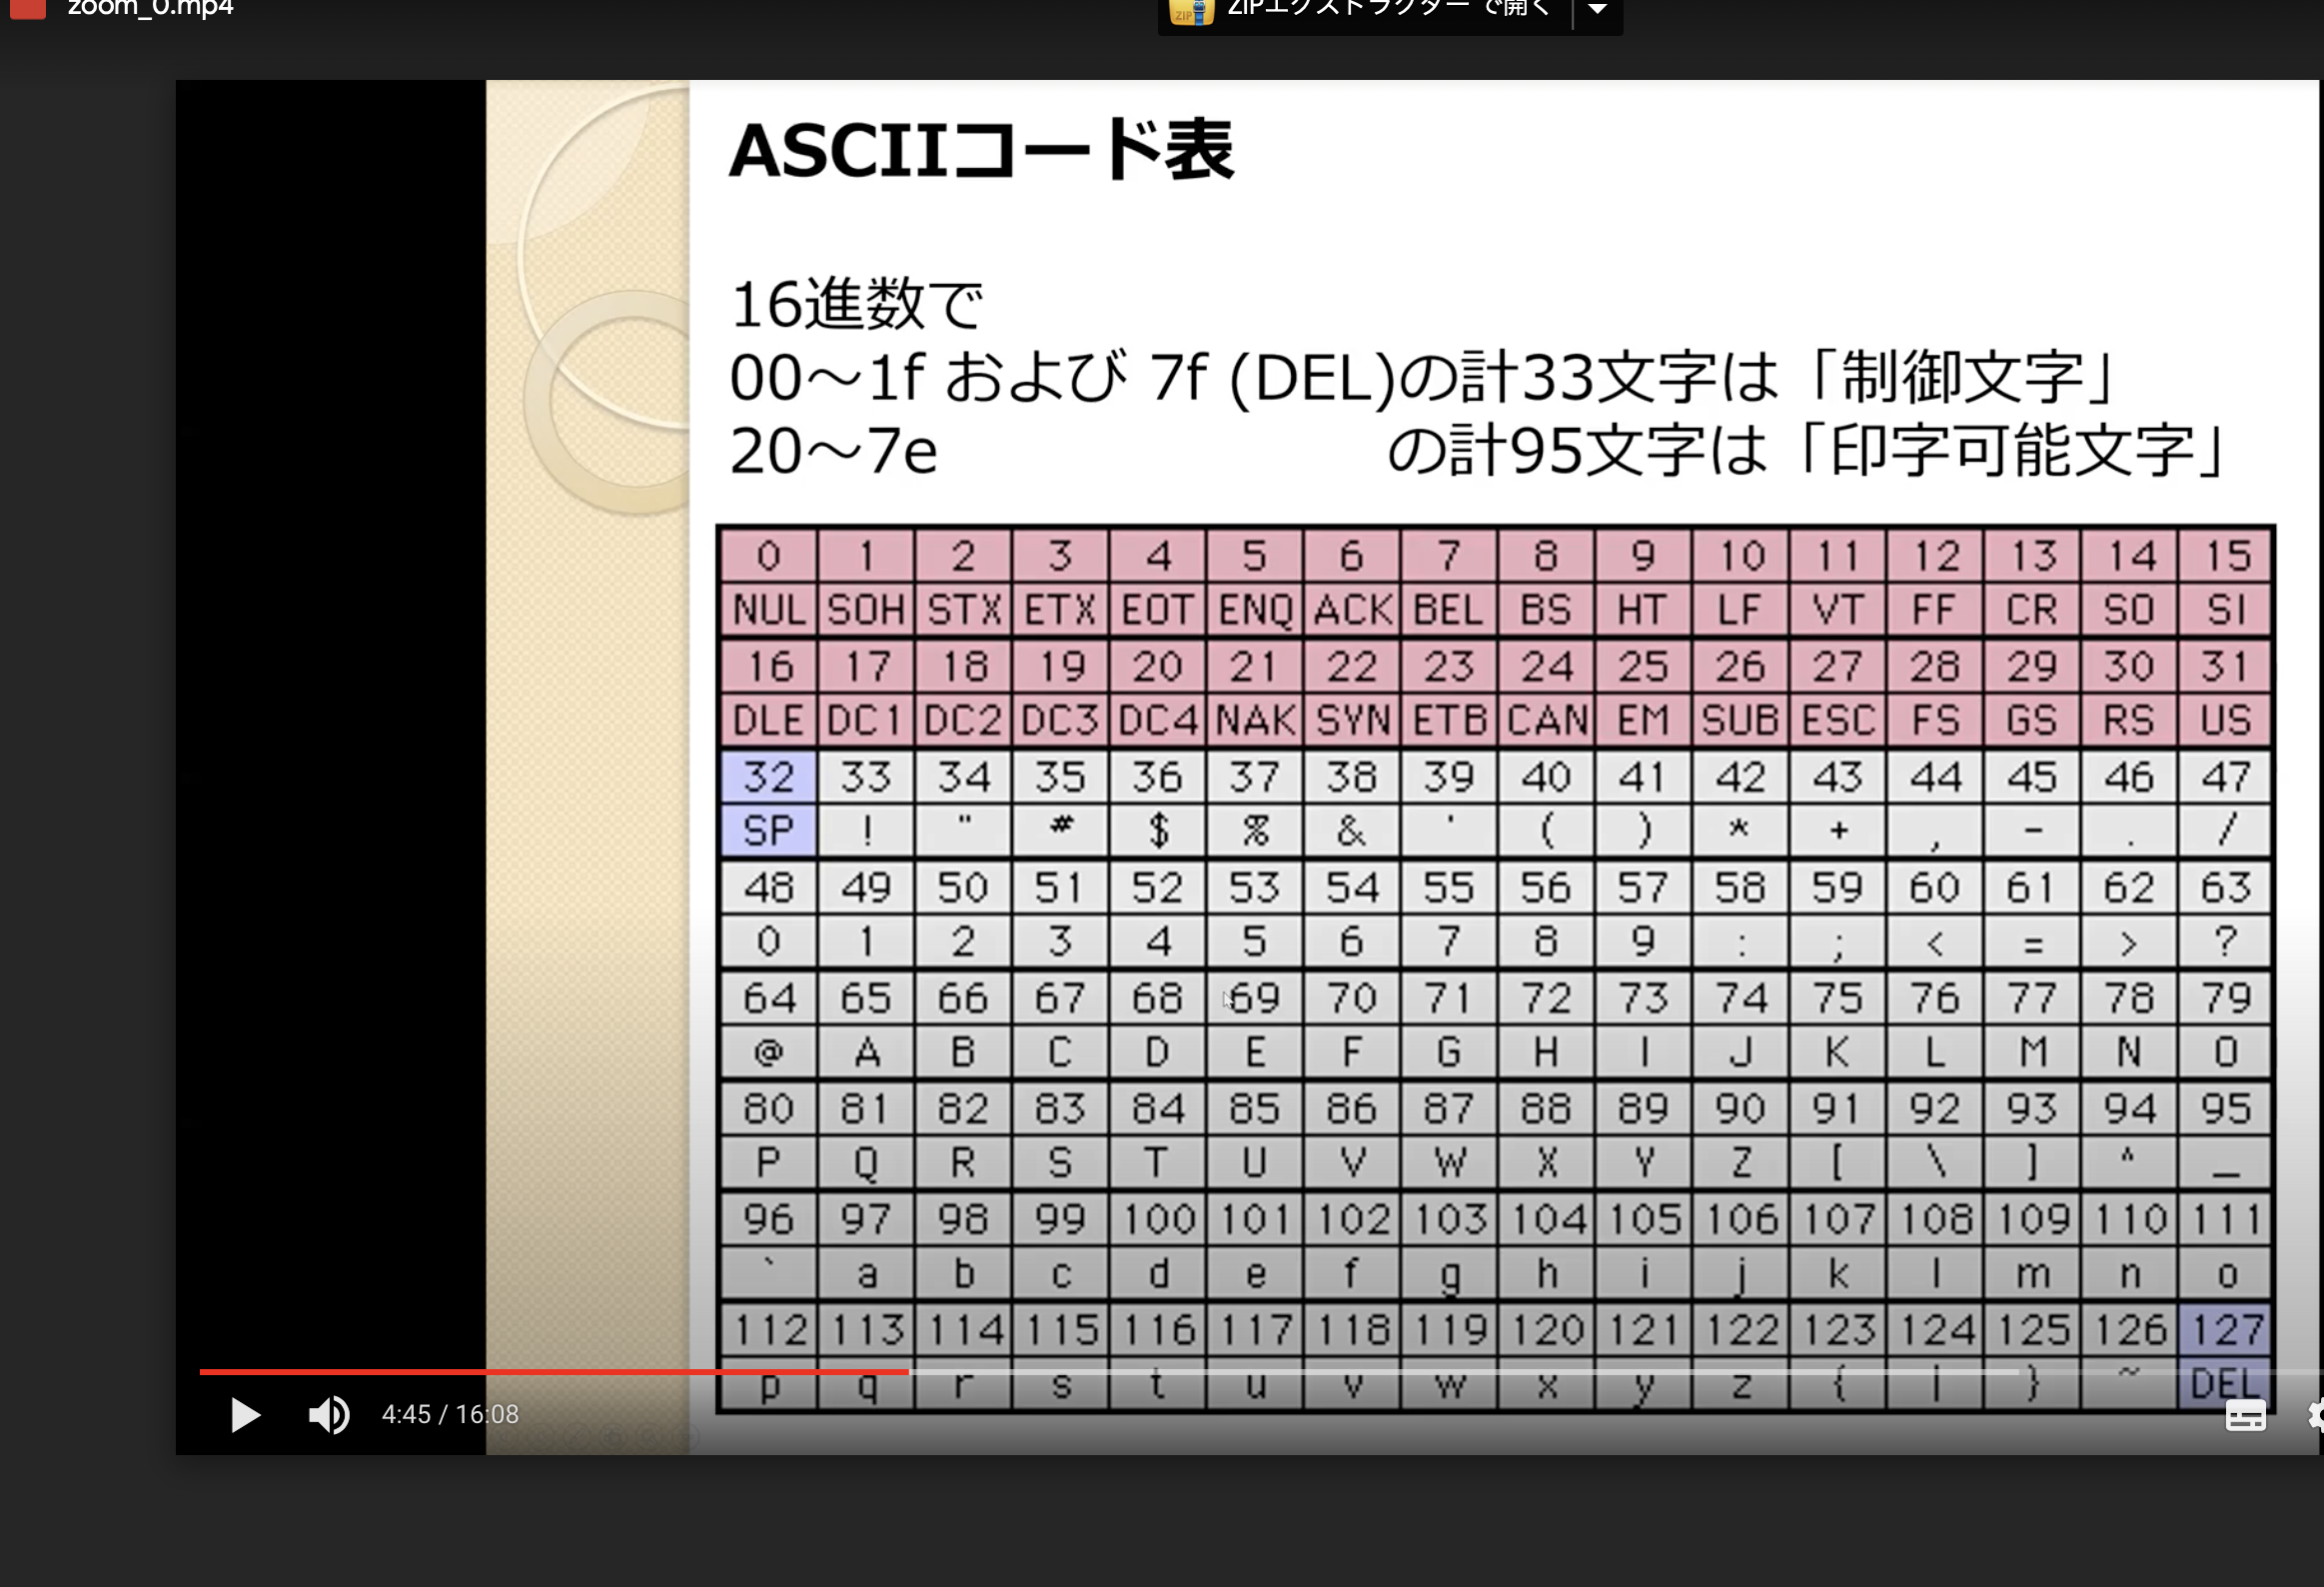 zoom_0.mp4
ZIPエクストラクター で開く
ASCIIコード表
16進数で
00～1f および 7f (DEL)の計33文字は「制御文字」
20～7e の計95文字は「印字可能文字」
0 1 2 3 4 5 6 7 8 9 10 11 12 13 14 15
NUL SOH STX ETX EOT ENQ ACK BEL BS HT LF VT FF CR SO SI
16 17 18 19 20 21 22 23 24 25 26 27 28 29 30 31
DLE DC1 DC2 DC3 DC4 NAK SYN ETB CAN EM SUB ESC FS GS RS US
32 33 34 35 36 37 38 39 40 41 42 43 44 45 46 47
SP ! " # $ % & ' ( ) * + , - . /
48 49 50 51 52 53 54 55 56 57 58 59 60 61 62 63
0 1 2 3 4 5 6 7 8 9 : ; < = > ?
64 65 66 67 68 69 70 71 72 73 74 75 76 77 78 79
@ A B C D E F G H I J K L M N O
80 81 82 83 84 85 86 87 88 89 90 91 92 93 94 95
P Q R S T U V W X Y Z [ \ ] ^ _
96 97 98 99 100 101 102 103 104 105 106 107 108 109 110 111
` a b c d e f g h i j k l m n o
112 113 114 115 116 117 118 119 120 121 122 123 124 125 126 127
p q r s t u v w x y z { | } ~ DEL
4:45 / 16:08